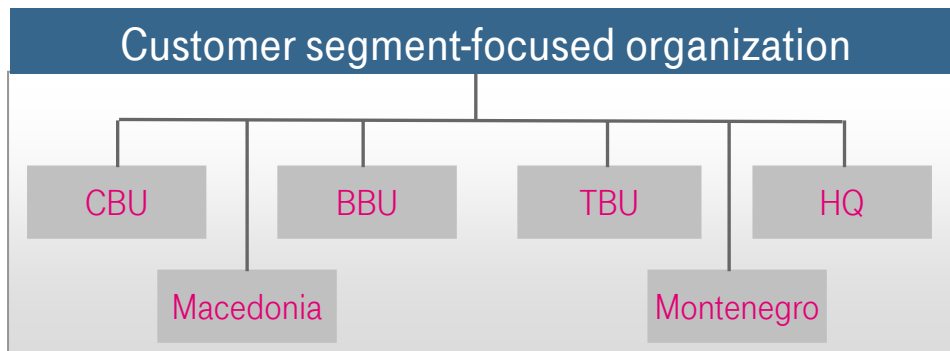 Customer segment-focused organization
CBU
BBU
TBU
HQ
Macedonia
Montenegro